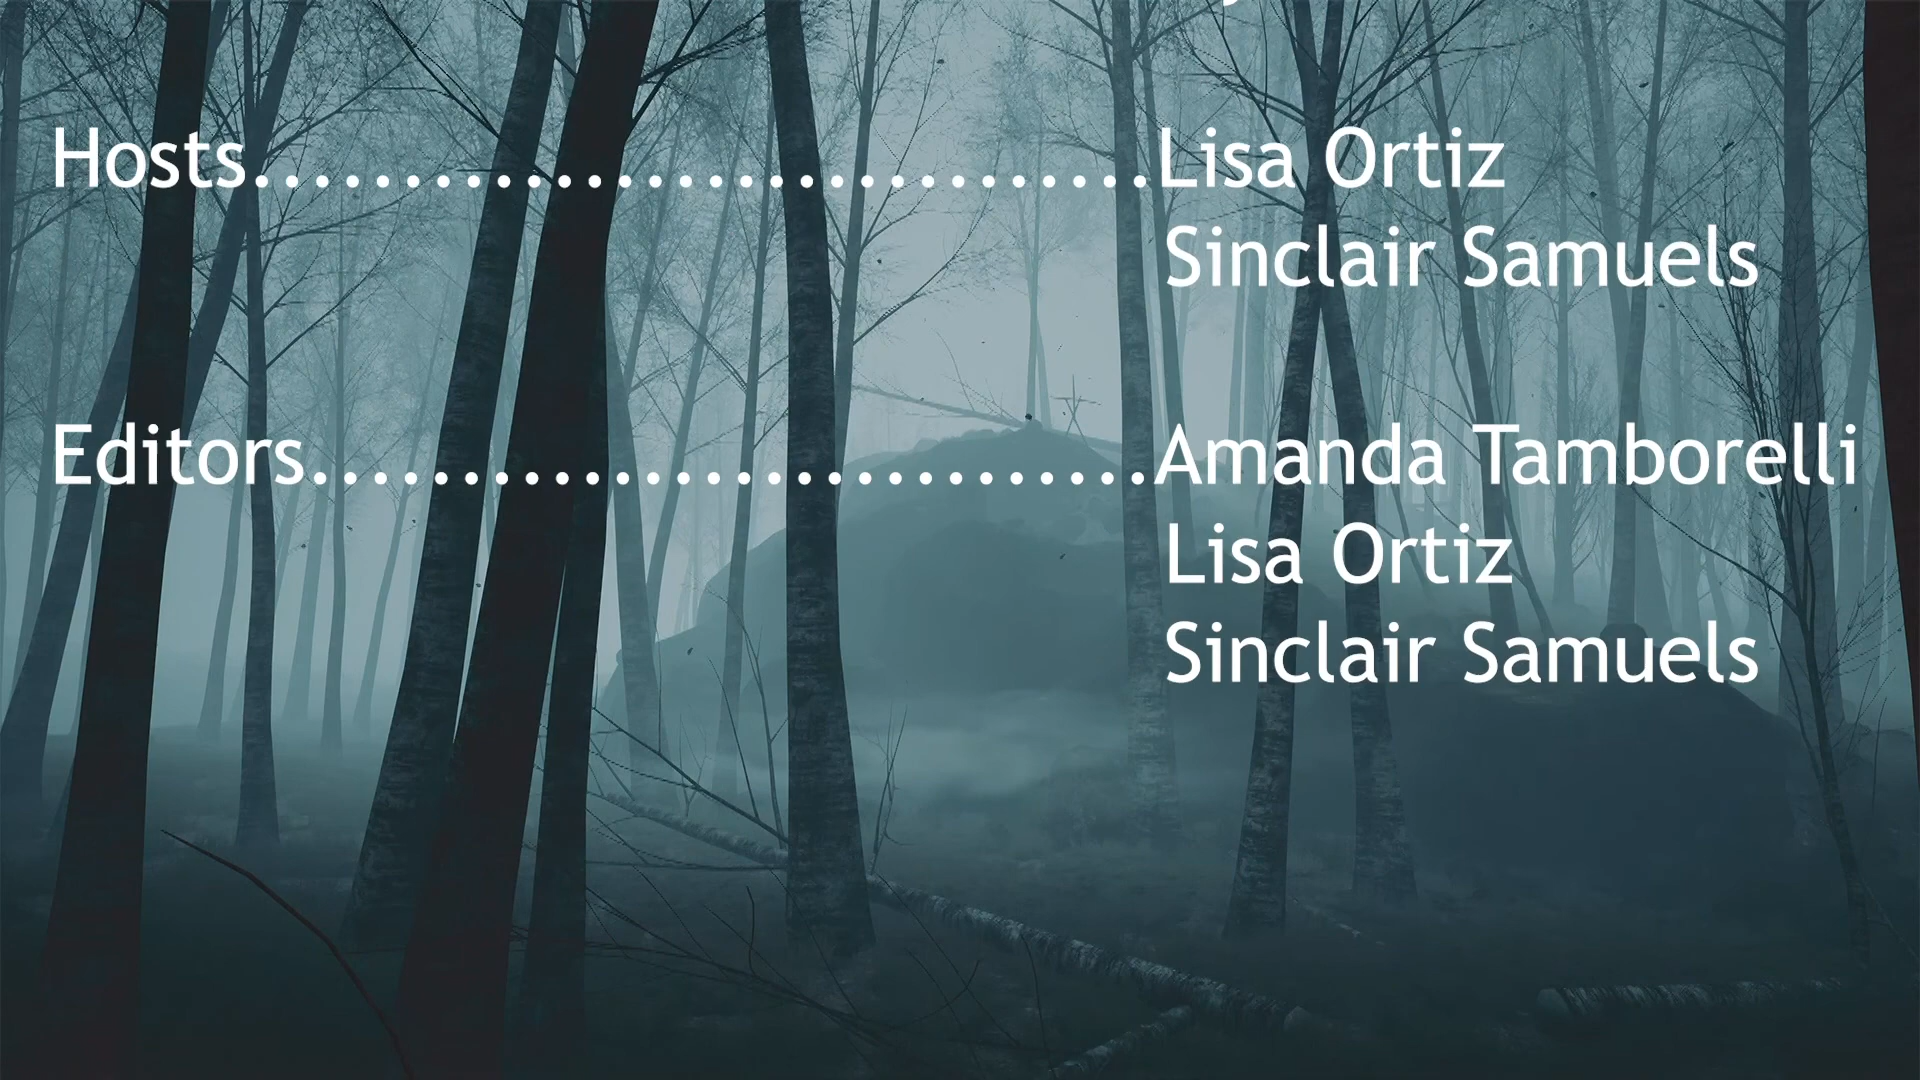 Hosts.............................Lisa Ortiz
Sinclair Samuels
Editors............................Amanda Tamborelli
Lisa Ortiz
Sinclair Samuels